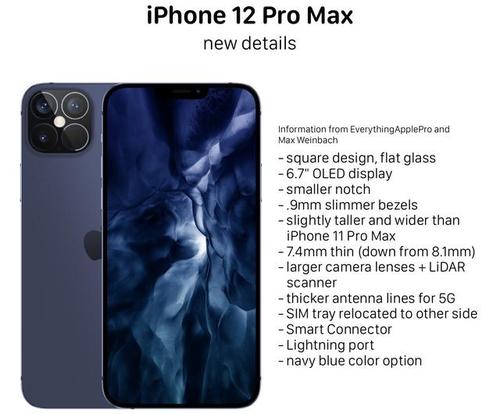 iPhone 12 Pro Max
new details
Information from EverythingApplePro and
Max Weinbach
- square design, flat glass
- 6.7" OLED display
- smaller notch
- .9mm slimmer bezels
- slightly taller and wider than
iPhone 11 Pro Max
- 7.4mm thin (down from 8.1mm)
- larger camera lenses + LiDAR
scanner
- thicker antenna lines for 5G
- SIM tray relocated to other side
- Smart Connector
- Lightning port
- navy blue color option